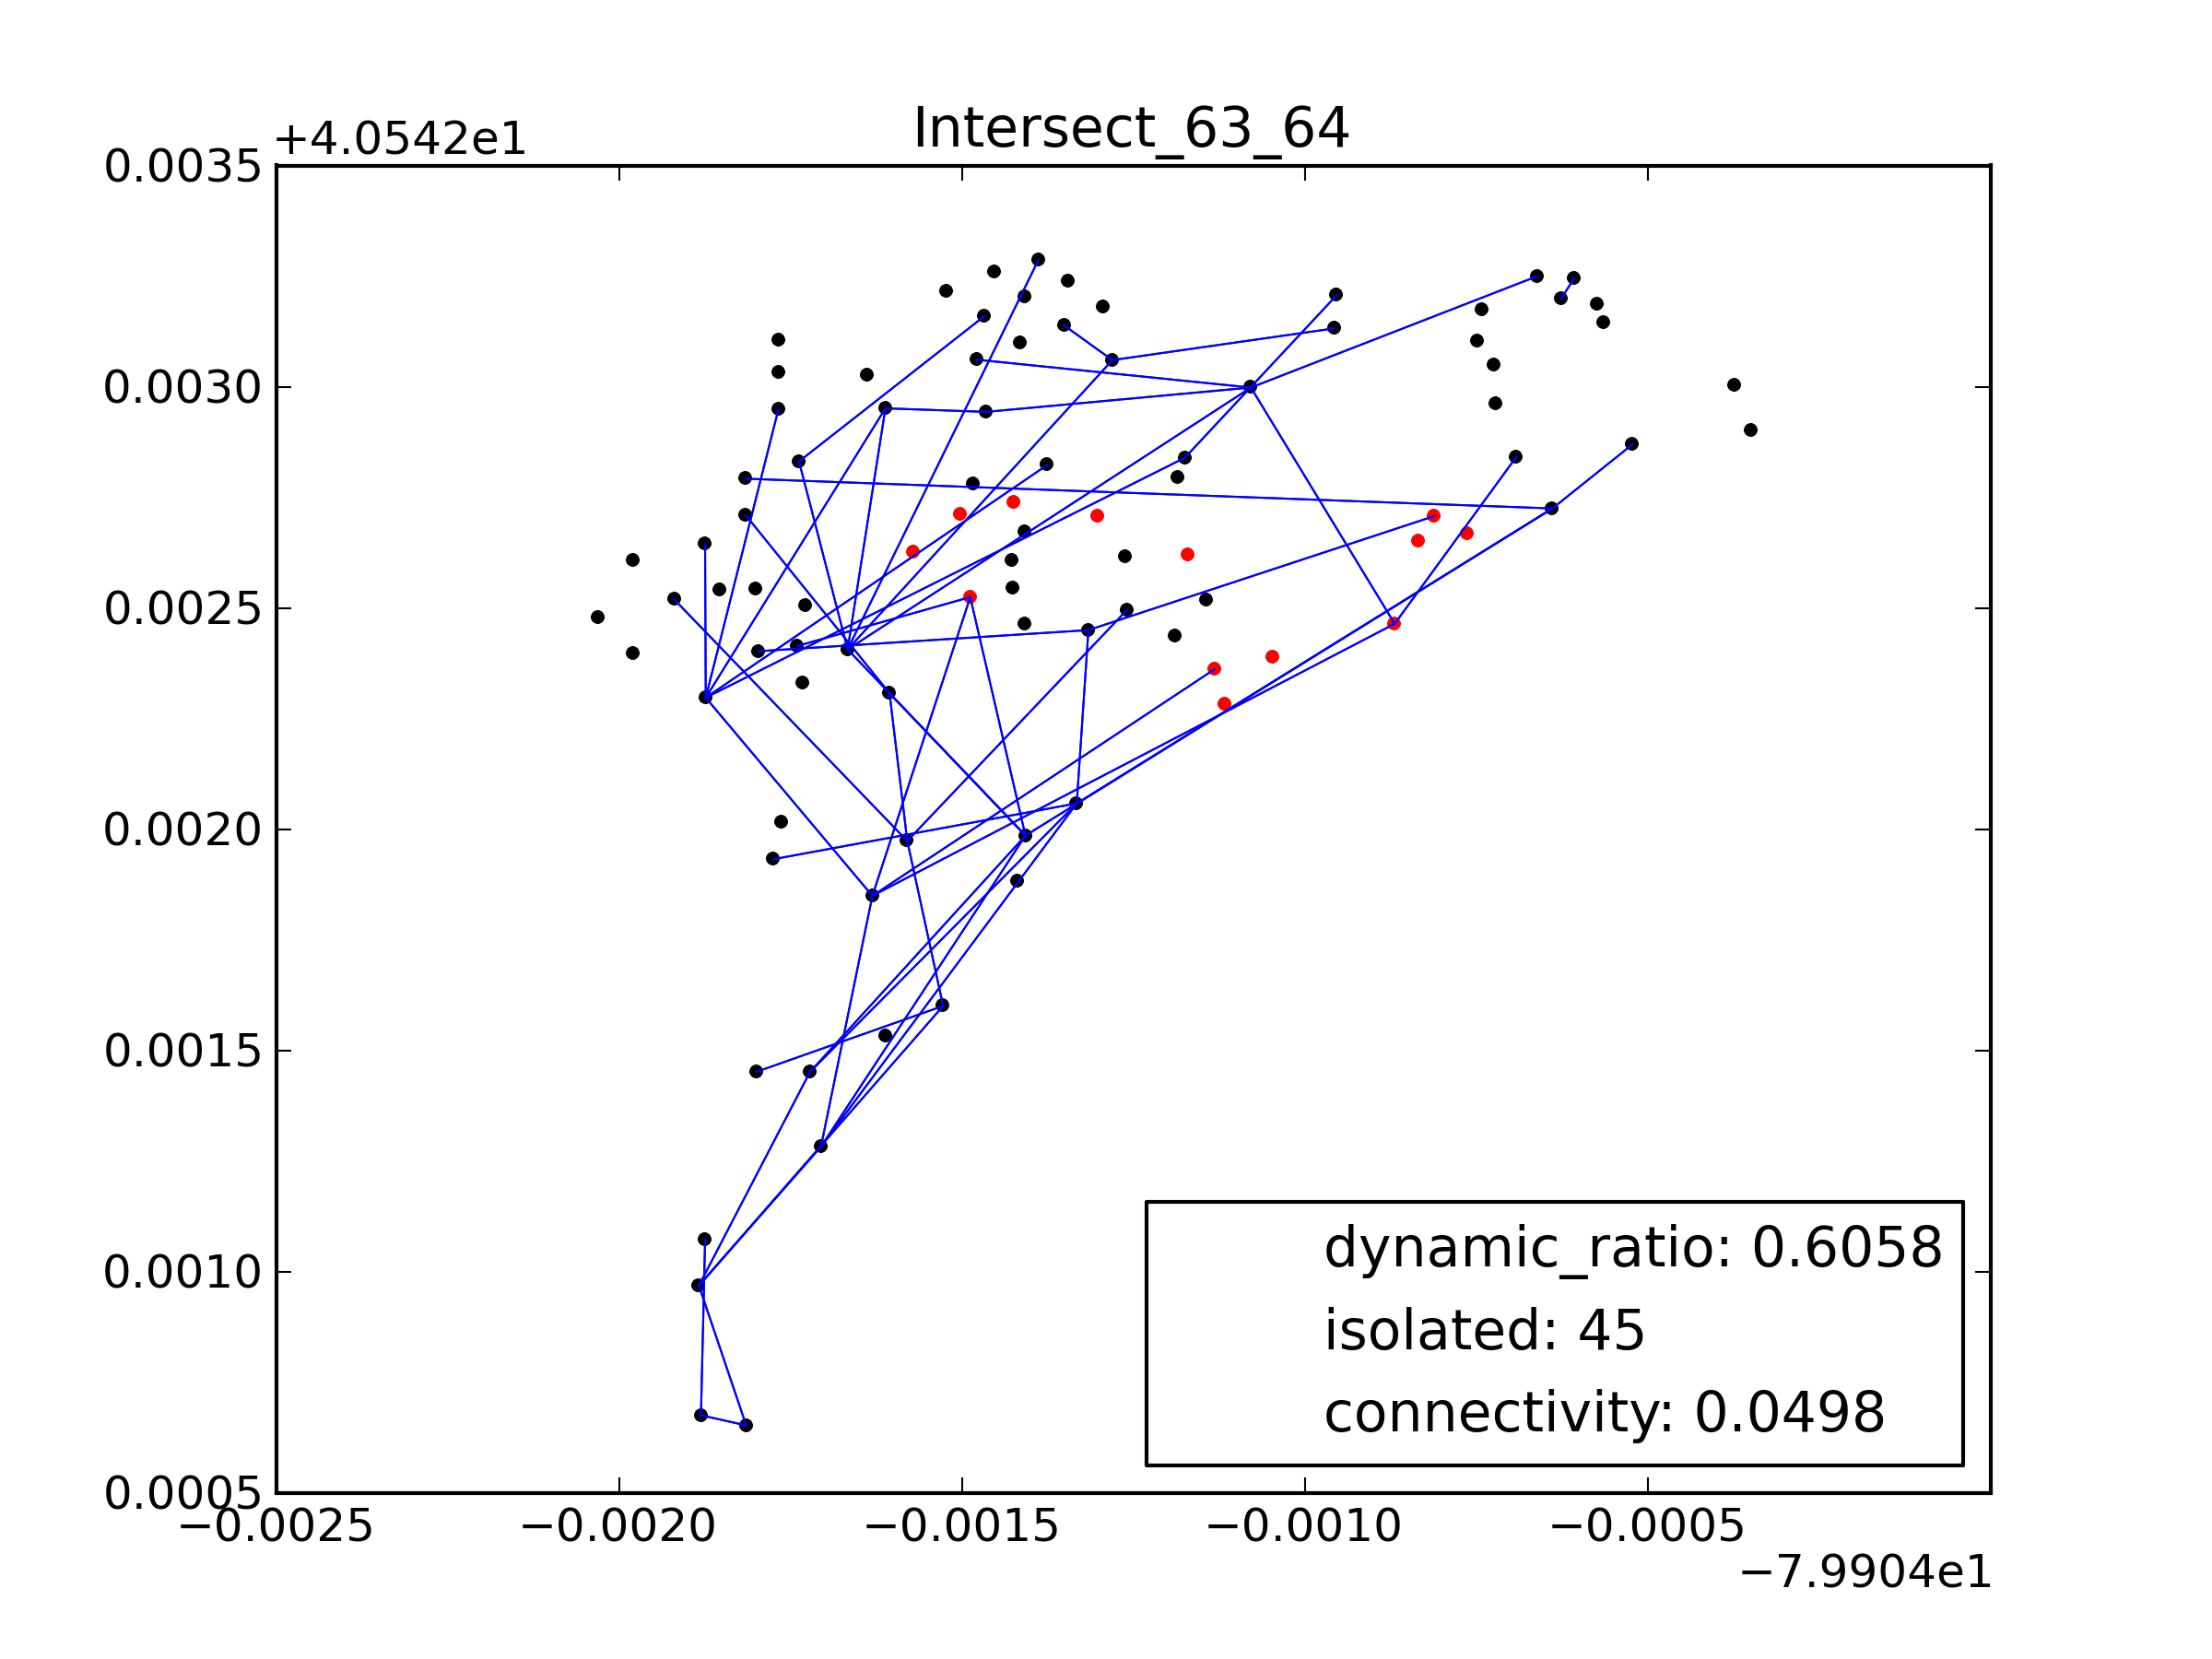 Intersect_63_64
+4.0542e1
0.0035
0.0030
0.0025
0.0020
0.0015
0.0010
0.0005
dynamic_ratio: 0.6058
isolated: 45
connectivity: 0.0498
−0.0025 −0.0020 −0.0015 −0.0010 −0.0005
−7.9904e1